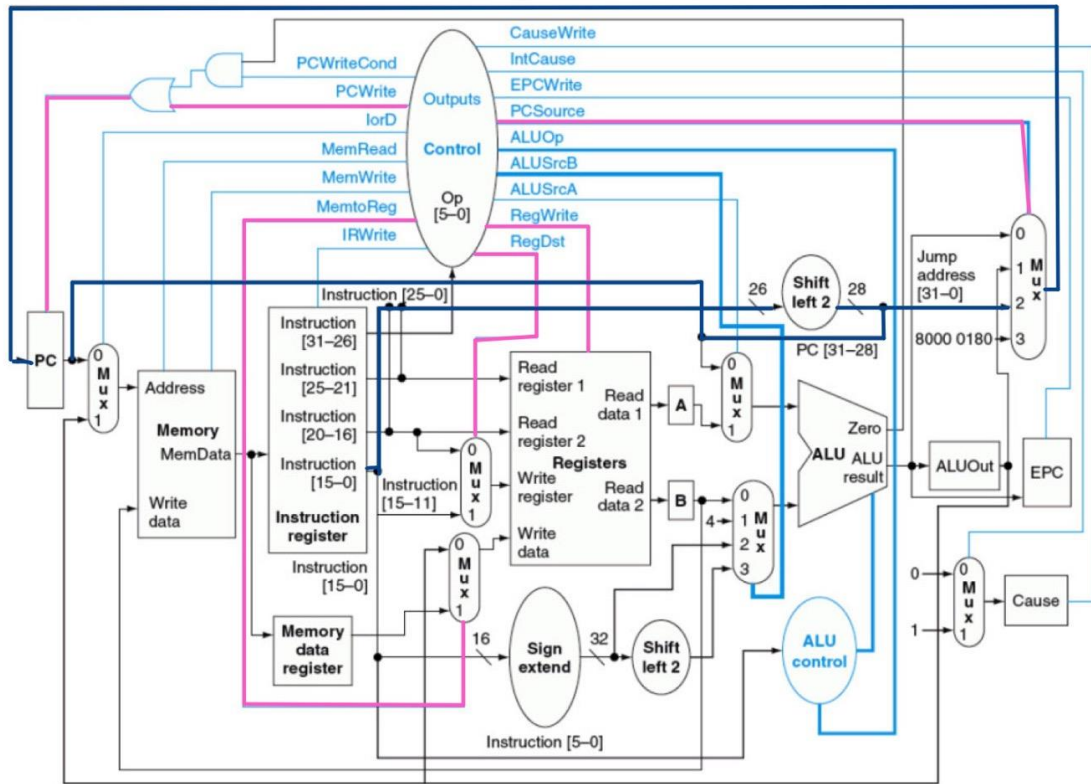 CauseWrite
IntCause
EPCWrite
PCSource
ALUOp
ALUSrcB
ALUSrcA
RegWrite
RegDst
PCWriteCond
PCWrite
IorD
MemRead
MemWrite
MemtoReg
IRWrite
Outputs
Control
Op
[5–0]
Instruction [25–0]
26
Shift
left 2
28
Jump
address
[31–0]
0
1
2
3
M
u
x
8000 0180
PC [31–28]
PC
0
M
u
x
1
Address
Memory
MemData
Write
data
Instruction
[31–26]
Instruction
[25–21]
Instruction
[20–16]
Instruction
[15–0]
Instruction
register
Instruction
[15–11]
Instruction
[15–0]
0
M
u
x
1
0
M
u
x
1
Read
register 1
Read
register 2
Registers
Write
register
Write
data
Read
data 1
Read
data 2
A
B
0
M
u
x
1
4
0
1
2
3
M
u
x
Zero
ALU
ALU
result
ALUOut
EPC
0
1
0
M
u
x
1
Cause
Memory
data
register
16
Sign
extend
32
Shift
left 2
ALU
control
Instruction [5–0]